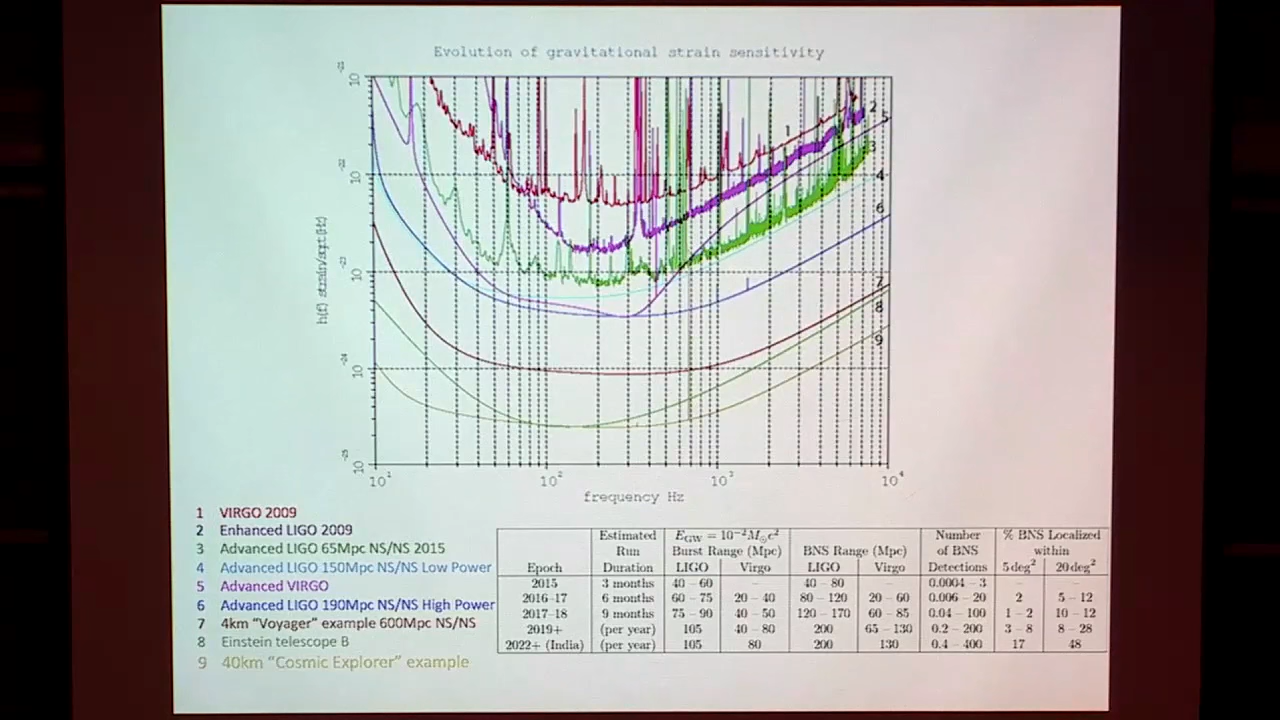 Evolution of gravitational strain sensitivity
h(f) strain/sqrt(Hz)
10
10
10
10
10
1
2
3
4
5
6
7
8
9
10¹ 10² 10³ 10⁴
frequency Hz
1 VIRGO 2009
2 Enhanced LIGO 2009
3 Advanced LIGO 65Mpc NS/NS 2015
4 Advanced LIGO 150Mpc NS/NS Low Power
5 Advanced VIRGO
6 Advanced LIGO 190Mpc NS/NS High Power
7 4km “Voyager” example 600Mpc NS/NS
8 Einstein telescope B
9 40km “Cosmic Explorer” example
Estimated E_GW = 10⁻²M⊙c² Number % BNS Localized
Run Burst Range (Mpc) BNS Range (Mpc) of BNS within
Epoch Duration LIGO Virgo LIGO Virgo Detections 5 deg² 20 deg²
2015 3 months 40 – 60 – 40 – 80 – 0.0004 – 3 – –
2016–17 6 months 60 – 75 20 – 40 80 – 120 20 – 60 0.006 – 20 2 5 – 12
2017–18 9 months 75 – 90 40 – 50 120 – 170 60 – 85 0.04 – 100 1 – 2 10 – 12
2019+ (per year) 105 40 – 80 200 65 – 130 0.2 – 200 3 – 8 8 – 28
2022+ (India) (per year) 105 80 200 130 0.4 – 400 17 48